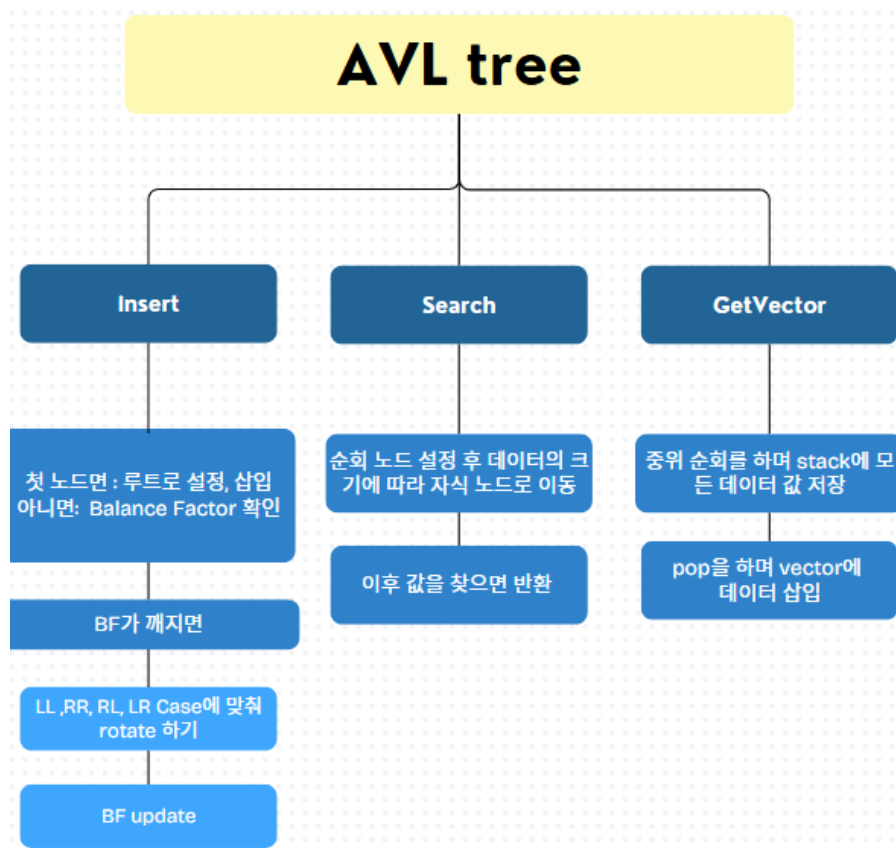 AVL tree
Insert
Search
GetVector
첫 노드면 : 루트로 설정, 삽입
아니면: Balance Factor 확인
BF가 깨지면
LL ,RR, RL, LR Case에 맞춰
rotate 하기
BF update
순회 노드 설정 후 데이터의 크
기에 따라 자식 노드로 이동
이후 값을 찾으면 반환
중위 순회를 하며 stack에 모
든 데이터 값 저장
pop을 하며 vector에
데이터 삽입